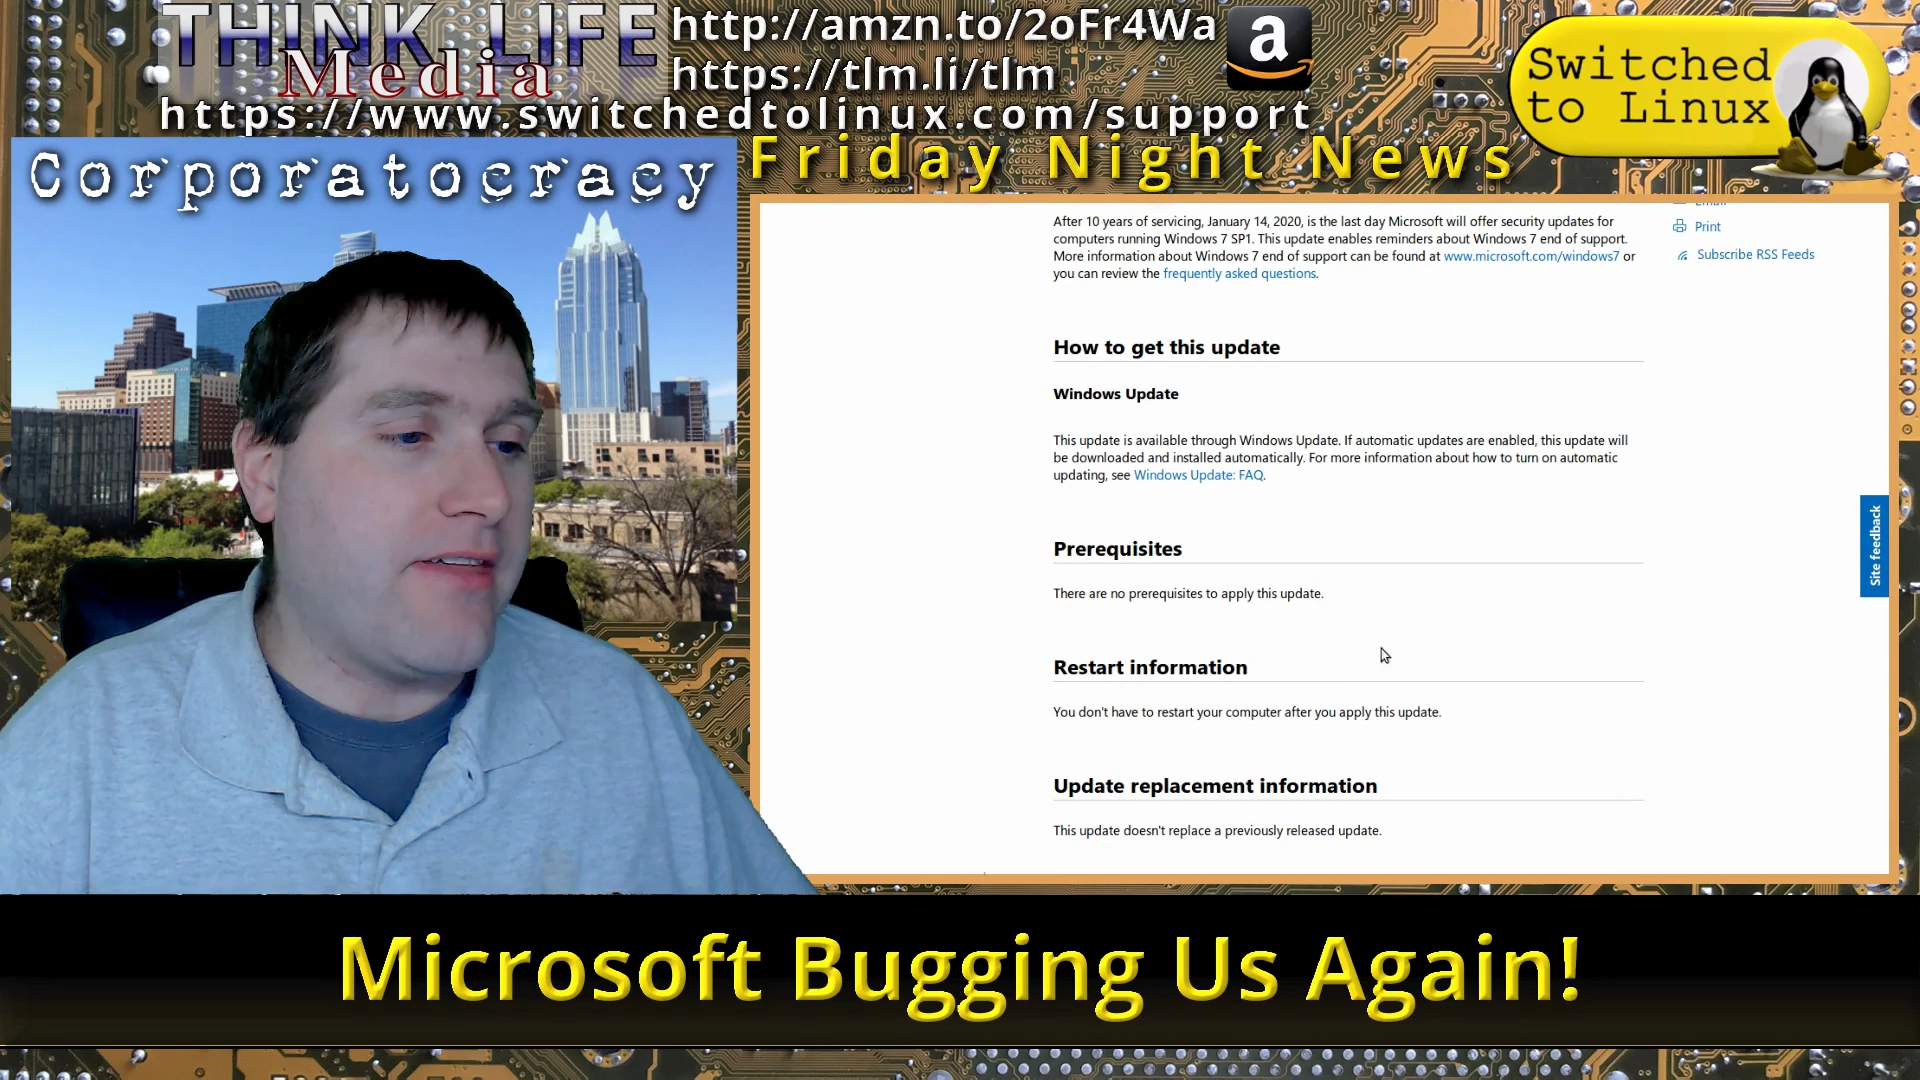 THINK LIFE
Media
http://amzn.to/2oFr4Wa
https://tlm.li/tlm
https://www.switchedtolinux.com/support
a
Switched
to Linux
Friday Night News
Corporatocracy
After 10 years of servicing, January 14, 2020, is the last day Microsoft will offer security updates for
computers running Windows 7 SP1. This update enables reminders about Windows 7 end of support.
More information about Windows 7 end of support can be found at www.microsoft.com/windows7 or
you can review the frequently asked questions.
Email
Print
Subscribe RSS Feeds
How to get this update
Windows Update
This update is available through Windows Update. If automatic updates are enabled, this update will
be downloaded and installed automatically. For more information about how to turn on automatic
updating, see Windows Update: FAQ.
Prerequisites
There are no prerequisites to apply this update.
Restart information
You don't have to restart your computer after you apply this update.
Update replacement information
This update doesn't replace a previously released update.
Site feedback
Microsoft Bugging Us Again!